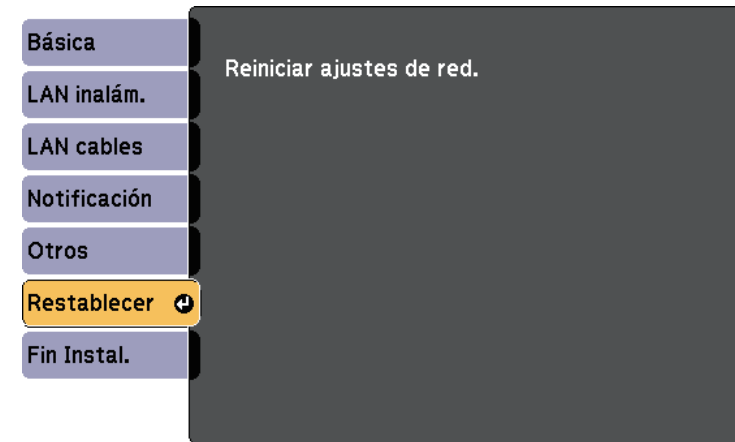 Básica
LAN inalám.
LAN cables
Notificación
Otros
Restablecer
Fin Instal.
Reiniciar ajustes de red.